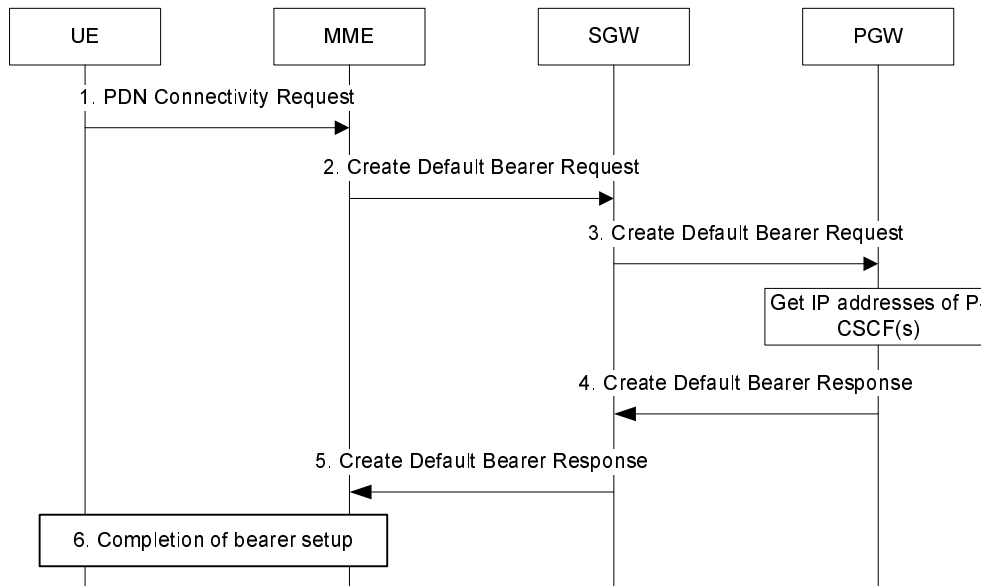 UE
MME
SGW
PGW
1. PDN Connectivity Request
2. Create Default Bearer Request
3. Create Default Bearer Request
Get IP addresses of P-
CSCF(s)
4. Create Default Bearer Response
5. Create Default Bearer Response
6. Completion of bearer setup